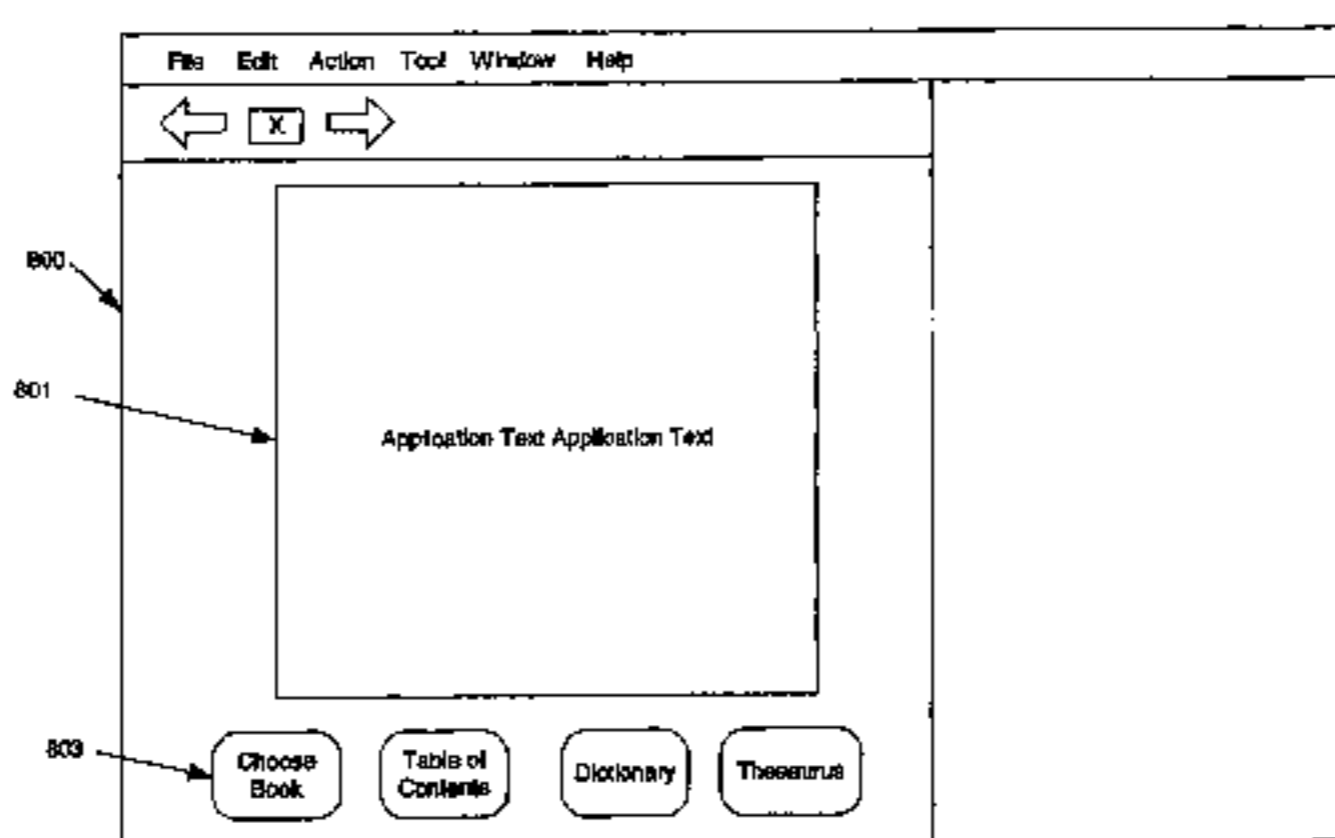 File Edit Action Tool Window Help
X
800
801
Application Text Application Text
803
Choose
Book
Table of
Contents
Dictionary
Thesaurus